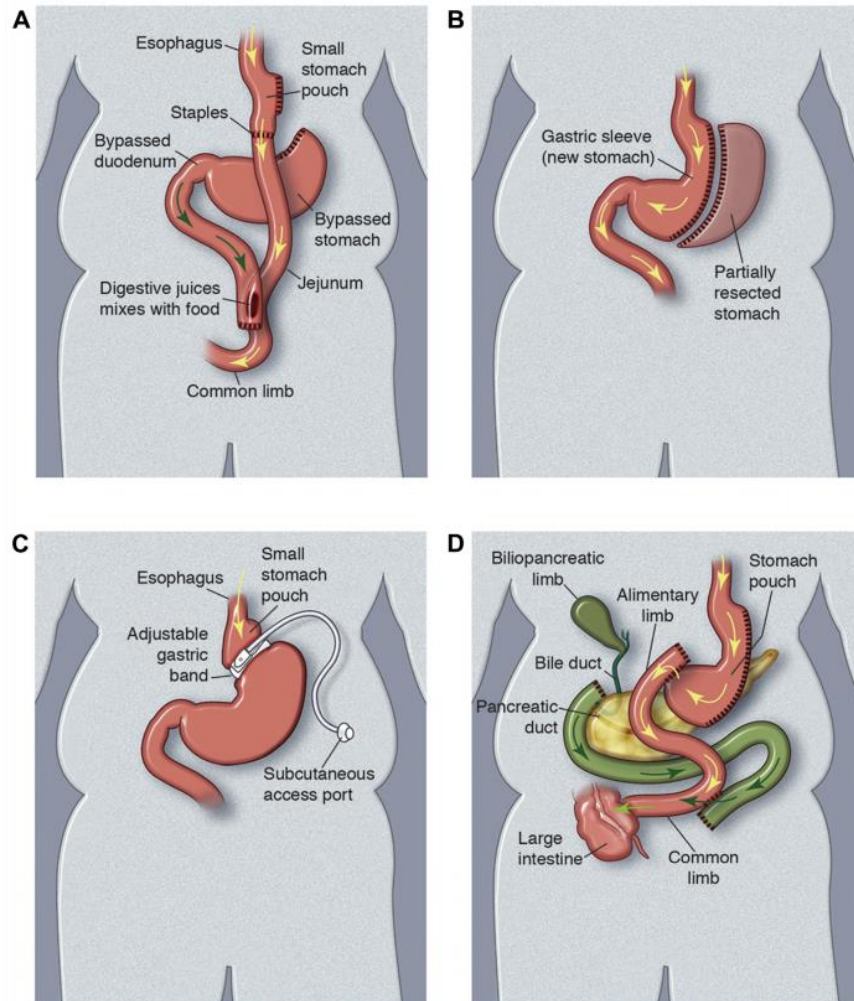 A
Esophagus
Small
stomach
pouch
Staples
Bypassed
duodenum
Bypassed
stomach
Jejunum
Digestive juices
mixes with food
Common limb
B
Gastric sleeve
(new stomach)
Partially
resected
stomach
C
Esophagus
Small
stomach
pouch
Adjustable
gastric
band
Subcutaneous
access port
D
Biliopancreatic
limb
Alimentary
limb
Stomach
pouch
Bile duct
Pancreatic
duct
Large
intestine
Common
limb